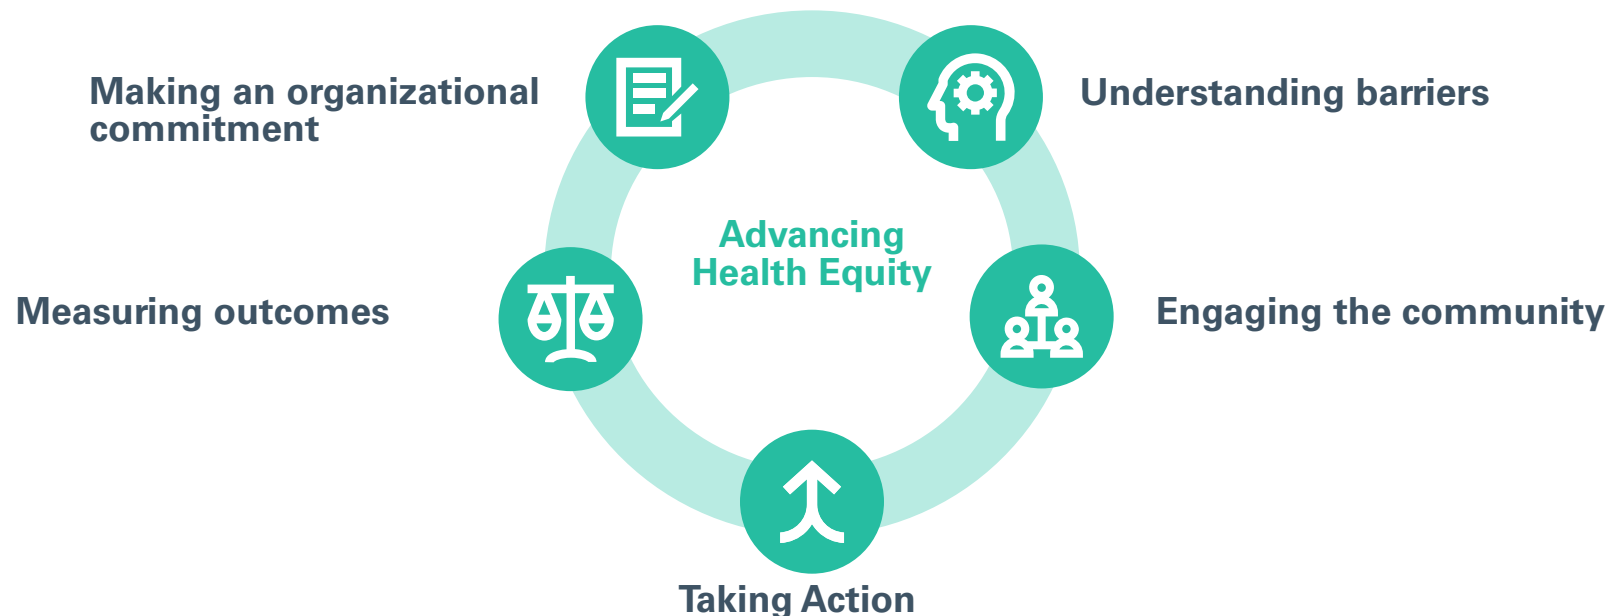 Making an organizational
commitment
Understanding barriers
Advancing
Health Equity
Measuring outcomes
Engaging the community
Taking Action